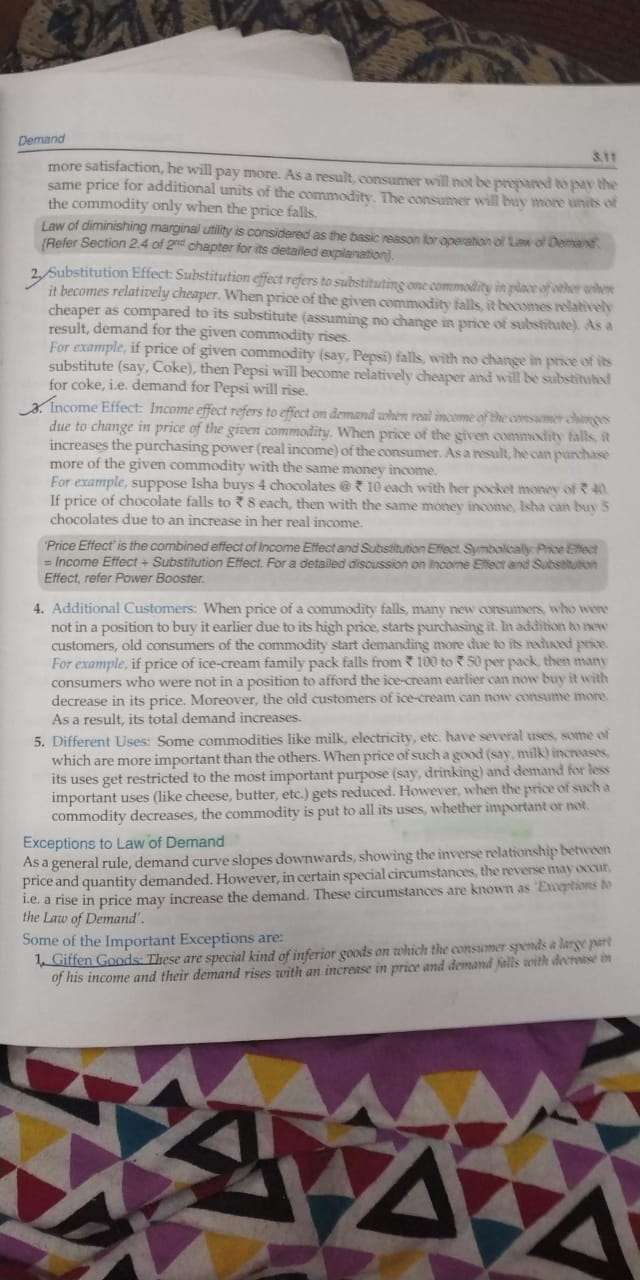 Demand
3.11
more satisfaction, he will pay more. As a result, consumer will not be prepared to pay the
same price for additional units of the commodity. The consumer will buy more units of
the commodity only when the price falls.
Law of diminishing marginal utility is considered as the basic reason for operation of 'Law of Demand'.
(Refer Section 2.4 of 2nd chapter for its detailed explanation).
2. Substitution Effect: Substitution effect refers to substituting one commodity in place of other when
it becomes relatively cheaper. When price of the given commodity falls, it becomes relatively
cheaper as compared to its substitute (assuming no change in price of substitute). As a
result, demand for the given commodity rises.
For example, if price of given commodity (say, Pepsi) falls, with no change in price of its
substitute (say, Coke), then Pepsi will become relatively cheaper and will be substituted
for coke, i.e. demand for Pepsi will rise.
3. Income Effect: Income effect refers to effect on demand when real income of the consumer changes
due to change in price of the given commodity. When price of the given commodity falls, it
increases the purchasing power (real income) of the consumer. As a result, he can purchase
more of the given commodity with the same money income.
For example, suppose Isha buys 4 chocolates @ ₹ 10 each with her pocket money of ₹ 40.
If price of chocolate falls to ₹ 8 each, then with the same money income, Isha can buy 5
chocolates due to an increase in her real income.
'Price Effect' is the combined effect of Income Effect and Substitution Effect. Symbolically: Price Effect
= Income Effect + Substitution Effect. For a detailed discussion on Income Effect and Substitution
Effect, refer Power Booster.
4. Additional Customers: When price of a commodity falls, many new consumers, who were
not in a position to buy it earlier due to its high price, starts purchasing it. In addition to new
customers, old consumers of the commodity start demanding more due to its reduced price.
For example, if price of ice-cream family pack falls from ₹ 100 to ₹ 50 per pack, then many
consumers who were not in a position to afford the ice-cream earlier can now buy it with
decrease in its price. Moreover, the old customers of ice-cream can now consume more.
As a result, its total demand increases.
5. Different Uses: Some commodities like milk, electricity, etc. have several uses, some of
which are more important than the others. When price of such a good (say, milk) increases,
its uses get restricted to the most important purpose (say, drinking) and demand for less
important uses (like cheese, butter, etc.) gets reduced. However, when the price of such a
commodity decreases, the commodity is put to all its uses, whether important or not.
Exceptions to Law of Demand
As a general rule, demand curve slopes downwards, showing the inverse relationship between
price and quantity demanded. However, in certain special circumstances, the reverse may occur,
i.e. a rise in price may increase the demand. These circumstances are known as 'Exceptions to
the Law of Demand'.
Some of the Important Exceptions are:
1. Giffen Goods: These are special kind of inferior goods on which the consumer spends a large part
of his income and their demand rises with an increase in price and demand falls with decrease in